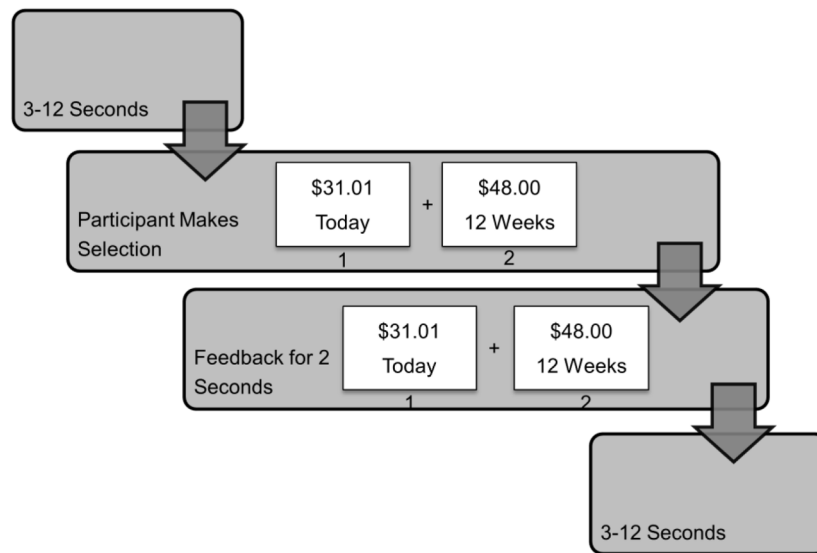 3-12 Seconds
Participant Makes
Selection
$31.01
Today
1
+
$48.00
12 Weeks
2
Feedback for 2
Seconds
$31.01
Today
1
+
$48.00
12 Weeks
2
3-12 Seconds